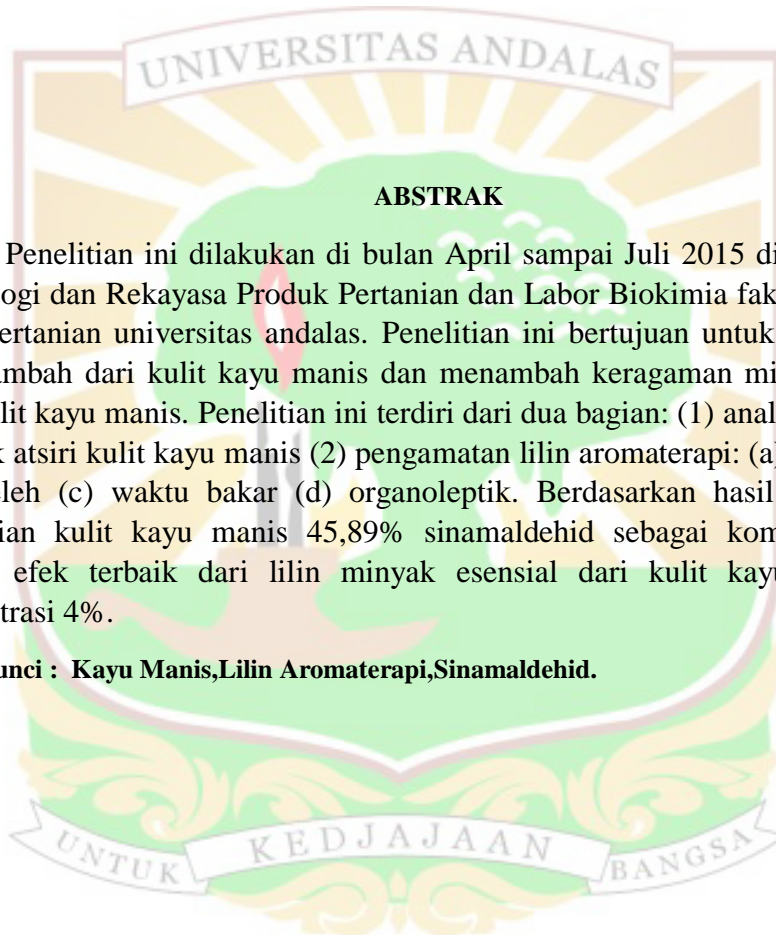 UNIVERSITAS ANDALAS
ABSTRAK
Penelitian ini dilakukan di bulan April sampai Juli 2015 di
ogi dan Rekayasa Produk Pertanian dan Labor Biokimia fak
ertanian universitas andalas. Penelitian ini bertujuan untuk
ambah dari kulit kayu manis dan menambah keragaman mi
lit kayu manis. Penelitian ini terdiri dari dua bagian: (1) anal
k atsiri kulit kayu manis (2) pengamatan lilin aromaterapi: (a)
leh (c) waktu bakar (d) organoleptik. Berdasarkan hasil
ian kulit kayu manis 45,89% sinamaldehid sebagai kom
efek terbaik dari lilin minyak esensial dari kulit kayu
trasi 4%.
unci : Kayu Manis,Lilin Aromaterapi,Sinamaldehid.
UNTUK KEDJAJAAN BANGSA